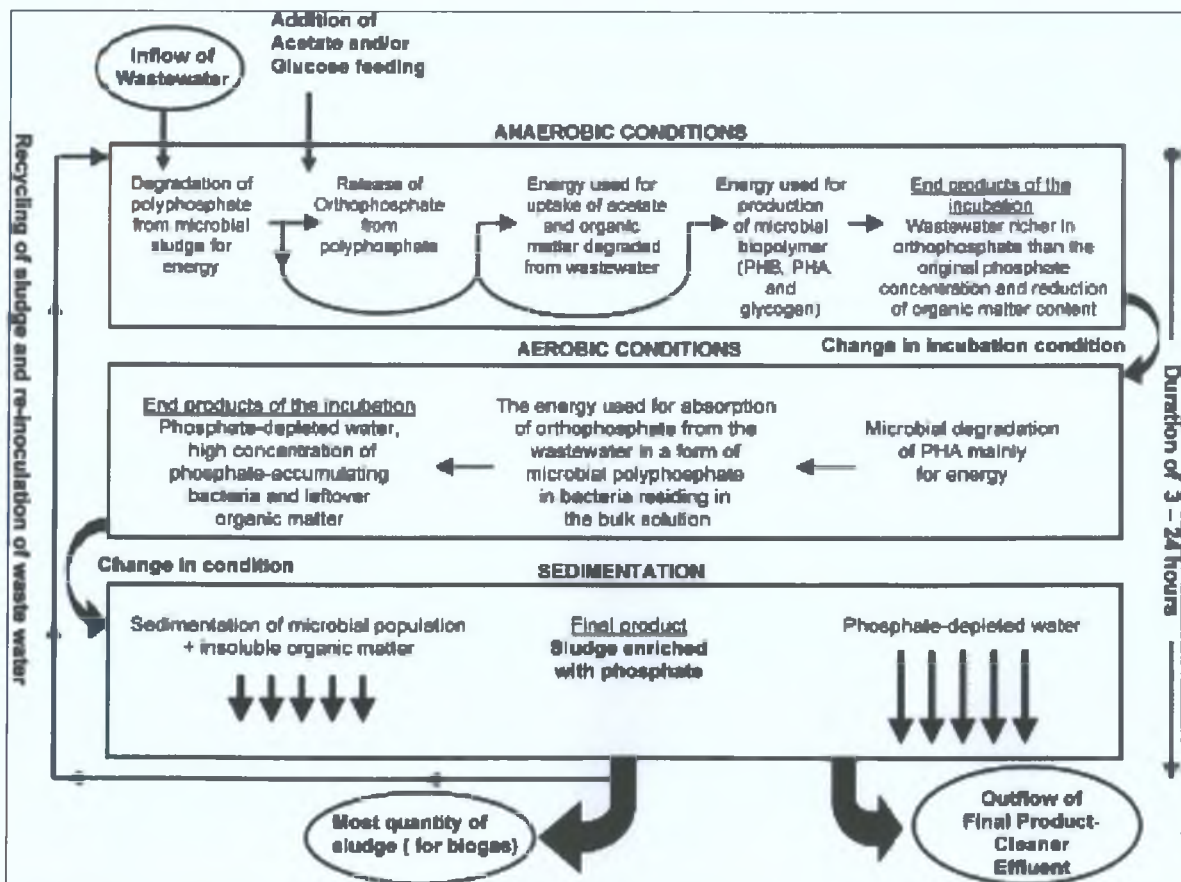 Inflow of
Wastewater
Addition of
Acetate and/or
Glucose feeding
ANAEROBIC CONDITIONS
Degradation of
polyphosphate
from microbial
sludge for
energy
Release of
Orthophosphate
from
polyphosphate
Energy used for
uptake of acetate
and organic
matter degraded
from wastewater
Energy used for
production
of microbial
biopolymer
(PHB, PHA
and
glycogen)
End products of the
incubation
Wastewater richer in
orthophosphate than the
original phosphate
concentration and reduction
of organic matter content
AEROBIC CONDITIONS
Change in incubation condition
End products of the incubation
Phosphate-depleted water,
high concentration of
phosphate-accumulating
bacteria and leftover
organic matter
The energy used for absorption
of orthophosphate from the
wastewater in a form of
microbial polyphosphate
in bacteria residing in
the bulk solution
Microbial degradation
of PHA mainly
for energy
Change in condition
SEDIMENTATION
Sedimentation of microbial population
+ insoluble organic matter
Final product
Sludge enriched
with phosphate
Phosphate-depleted water
Most quantity of
sludge ( for biogas)
Outflow of
Final Product-
Cleaner
Effluent
Recycling of sludge and re-inoculation of waste water
Duration of 3 – 24 hours